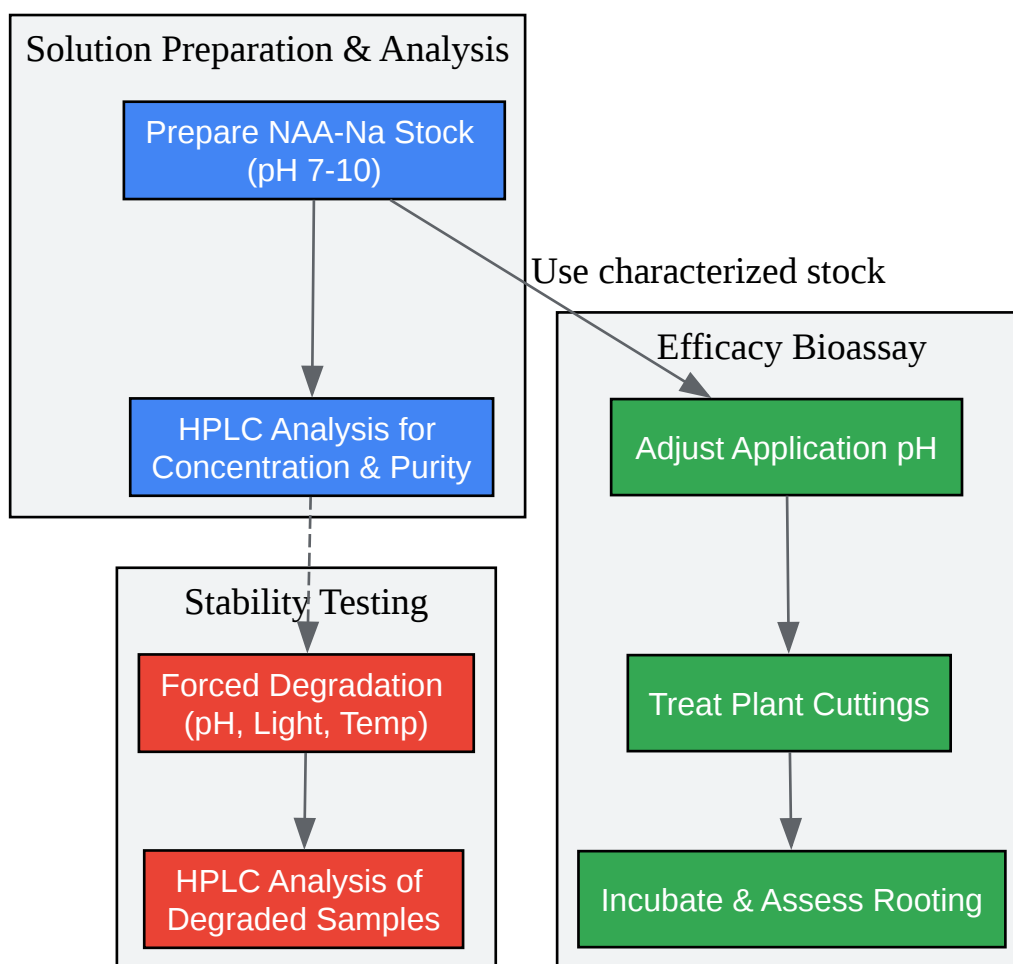 Solution Preparation & Analysis
Prepare NAA-Na Stock
(pH 7-10)
Use characterized stock
HPLC Analysis for
Concentration & Purity
Efficacy Bioassay
Adjust Application pH
Stability Testing
Forced Degradation
(pH, Light, Temp)
Treat Plant Cuttings
HPLC Analysis of
Degraded Samples
Incubate & Assess Rooting